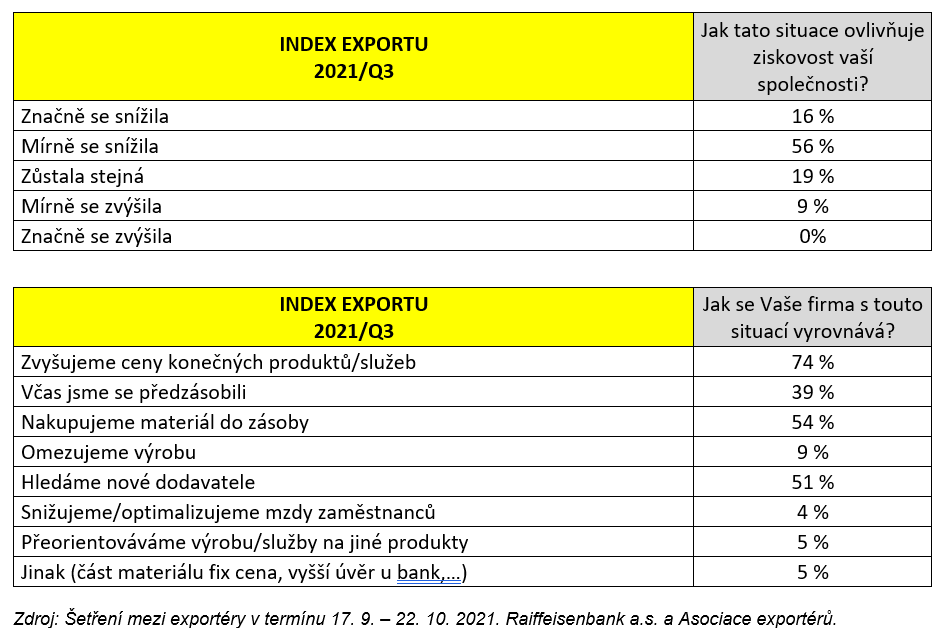 INDEX EXPORTU
2021/Q3
Jak tato situace ovlivňuje
ziskovost vaší
společnosti?
Značně se snížila 16 %
Mírně se snížila 56 %
Zůstala stejná 19 %
Mírně se zvýšila 9 %
Značně se zvýšila 0%
INDEX EXPORTU
2021/Q3
Jak se Vaše firma s touto
situací vyrovnává?
Zvyšujeme ceny konečných produktů/služeb 74 %
Včas jsme se předzásobili 39 %
Nakupujeme materiál do zásoby 54 %
Omezujeme výrobu 9 %
Hledáme nové dodavatele 51 %
Snižujeme/optimalizujeme mzdy zaměstnanců 4 %
Přeorientováváme výrobu/služby na jiné produkty 5 %
Jinak (část materiálu fix cena, vyšší úvěr u bank,...) 5 %
Zdroj: Šetření mezi exportéry v termínu 17. 9. – 22. 10. 2021. Raiffeisenbank a.s. a Asociace exportérů.